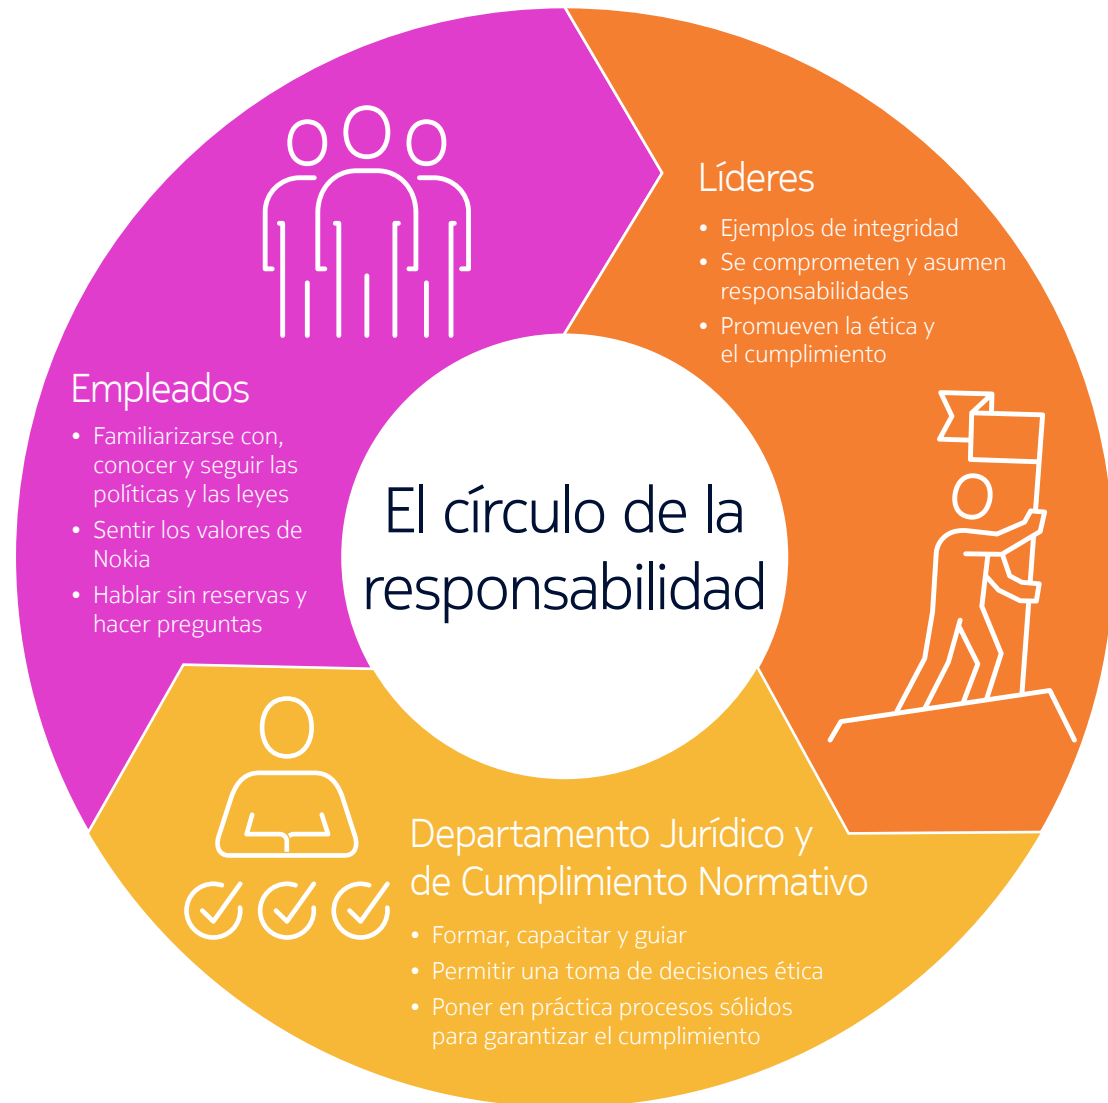 Líderes
• Ejemplos de integridad
• Se comprometen y asumen
responsabilidades
• Promueven la ética y
el cumplimiento
Empleados
• Familiarizarse con,
conocer y seguir las
políticas y las leyes
• Sentir los valores de
Nokia
• Hablar sin reservas y
hacer preguntas
El círculo de la
responsabilidad
Departamento Jurídico y
de Cumplimiento Normativo
• Formar, capacitar y guiar
• Permitir una toma de decisiones ética
• Poner en práctica procesos sólidos
para garantizar el cumplimiento